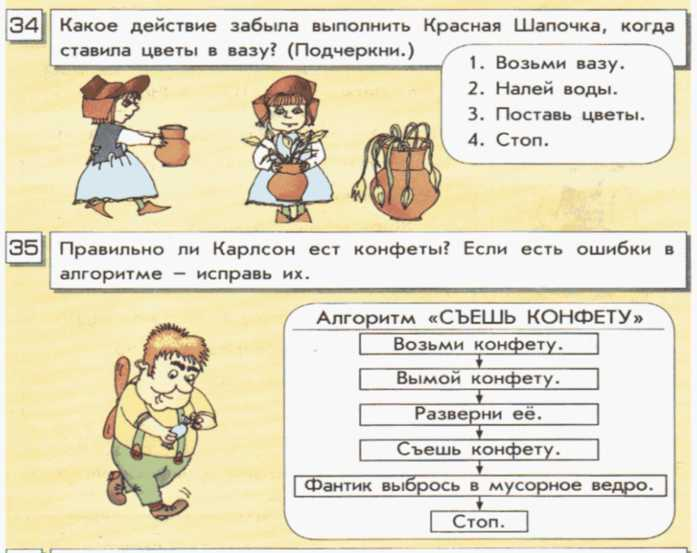 34
Какое действие забыла выполнить Красная Шапочка, когда
ставила цветы в вазу? (Подчеркни.)
1. Возьми вазу.
2. Налей воды.
3. Поставь цветы.
4. Стоп.
35
Правильно ли Карлсон ест конфеты? Если есть ошибки в
алгоритме – исправь их.
Алгоритм «СЪЕШЬ КОНФЕТУ»
Возьми конфету.
Вымой конфету.
Разверни её.
Съешь конфету.
Фантик выбрось в мусорное ведро.
Стоп.